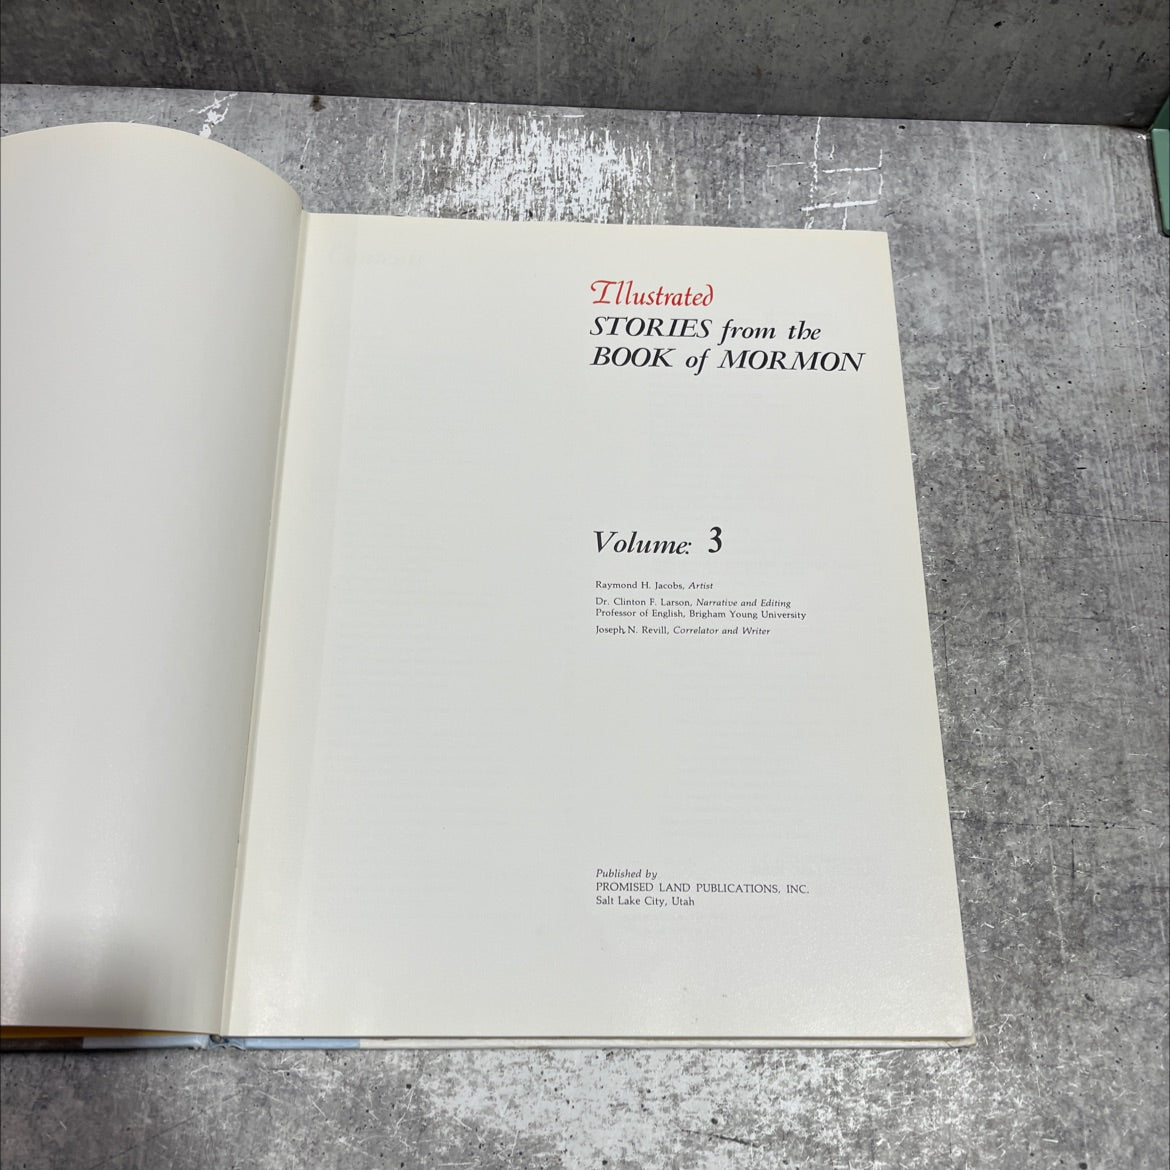 Illustrated
STORIES from the
BOOK of MORMON
Volume: 3
Raymond H. Jacobs, Artist
Dr. Clinton F. Larson, Narrative and Editing
Professor of English, Brigham Young University
Joseph N. Revill, Correlator and Writer
Published by
PROMISED LAND PUBLICATIONS, INC.
Salt Lake City, Utah